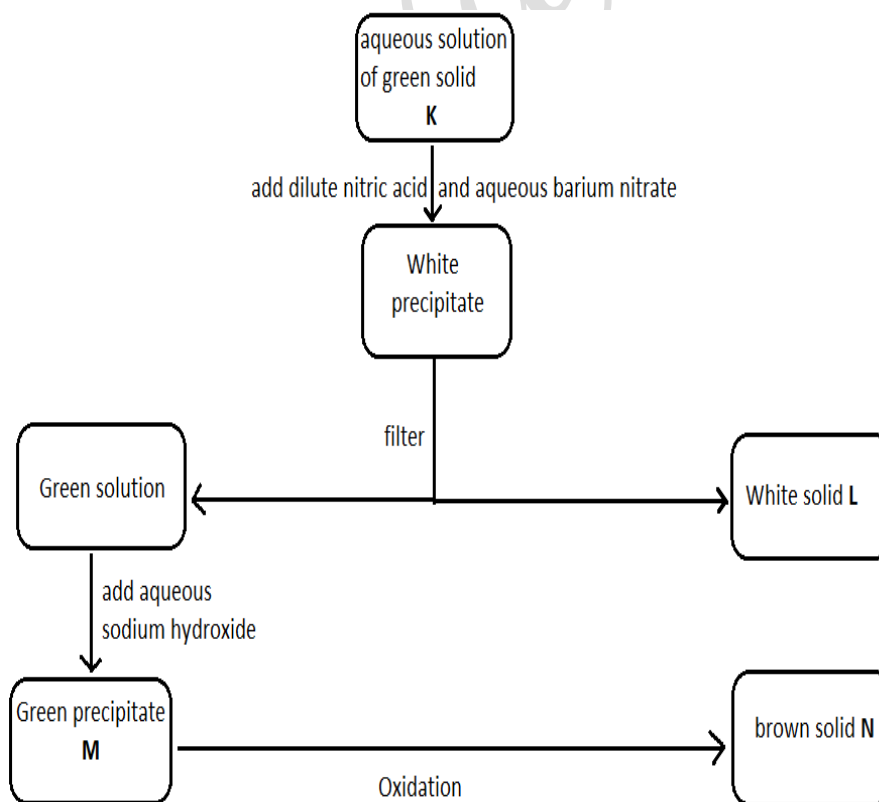 aqueous solution
of green solid
K
add dilute nitric acid and aqueous barium nitrate
White
precipitate
filter
Green solution
White solid L
add aqueous
sodium hydroxide
Green precipitate
M
brown solid N
Oxidation